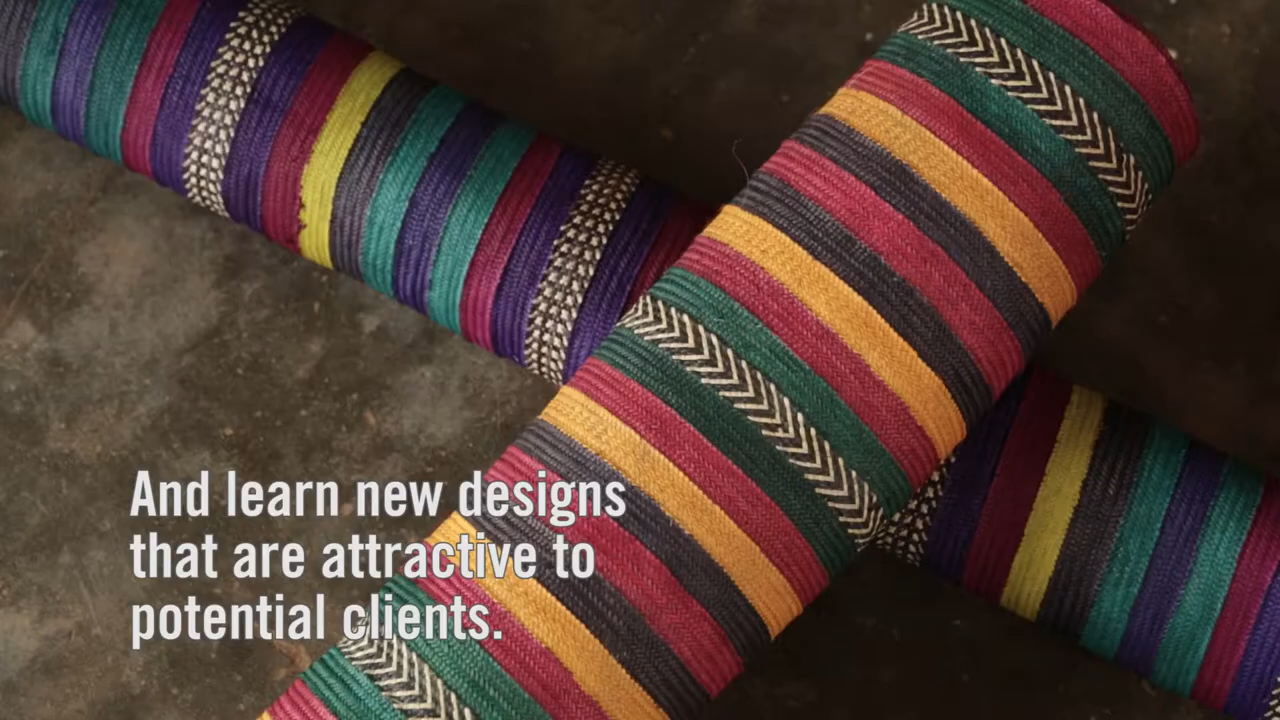 And learn new designs
that are attractive to
potential clients.